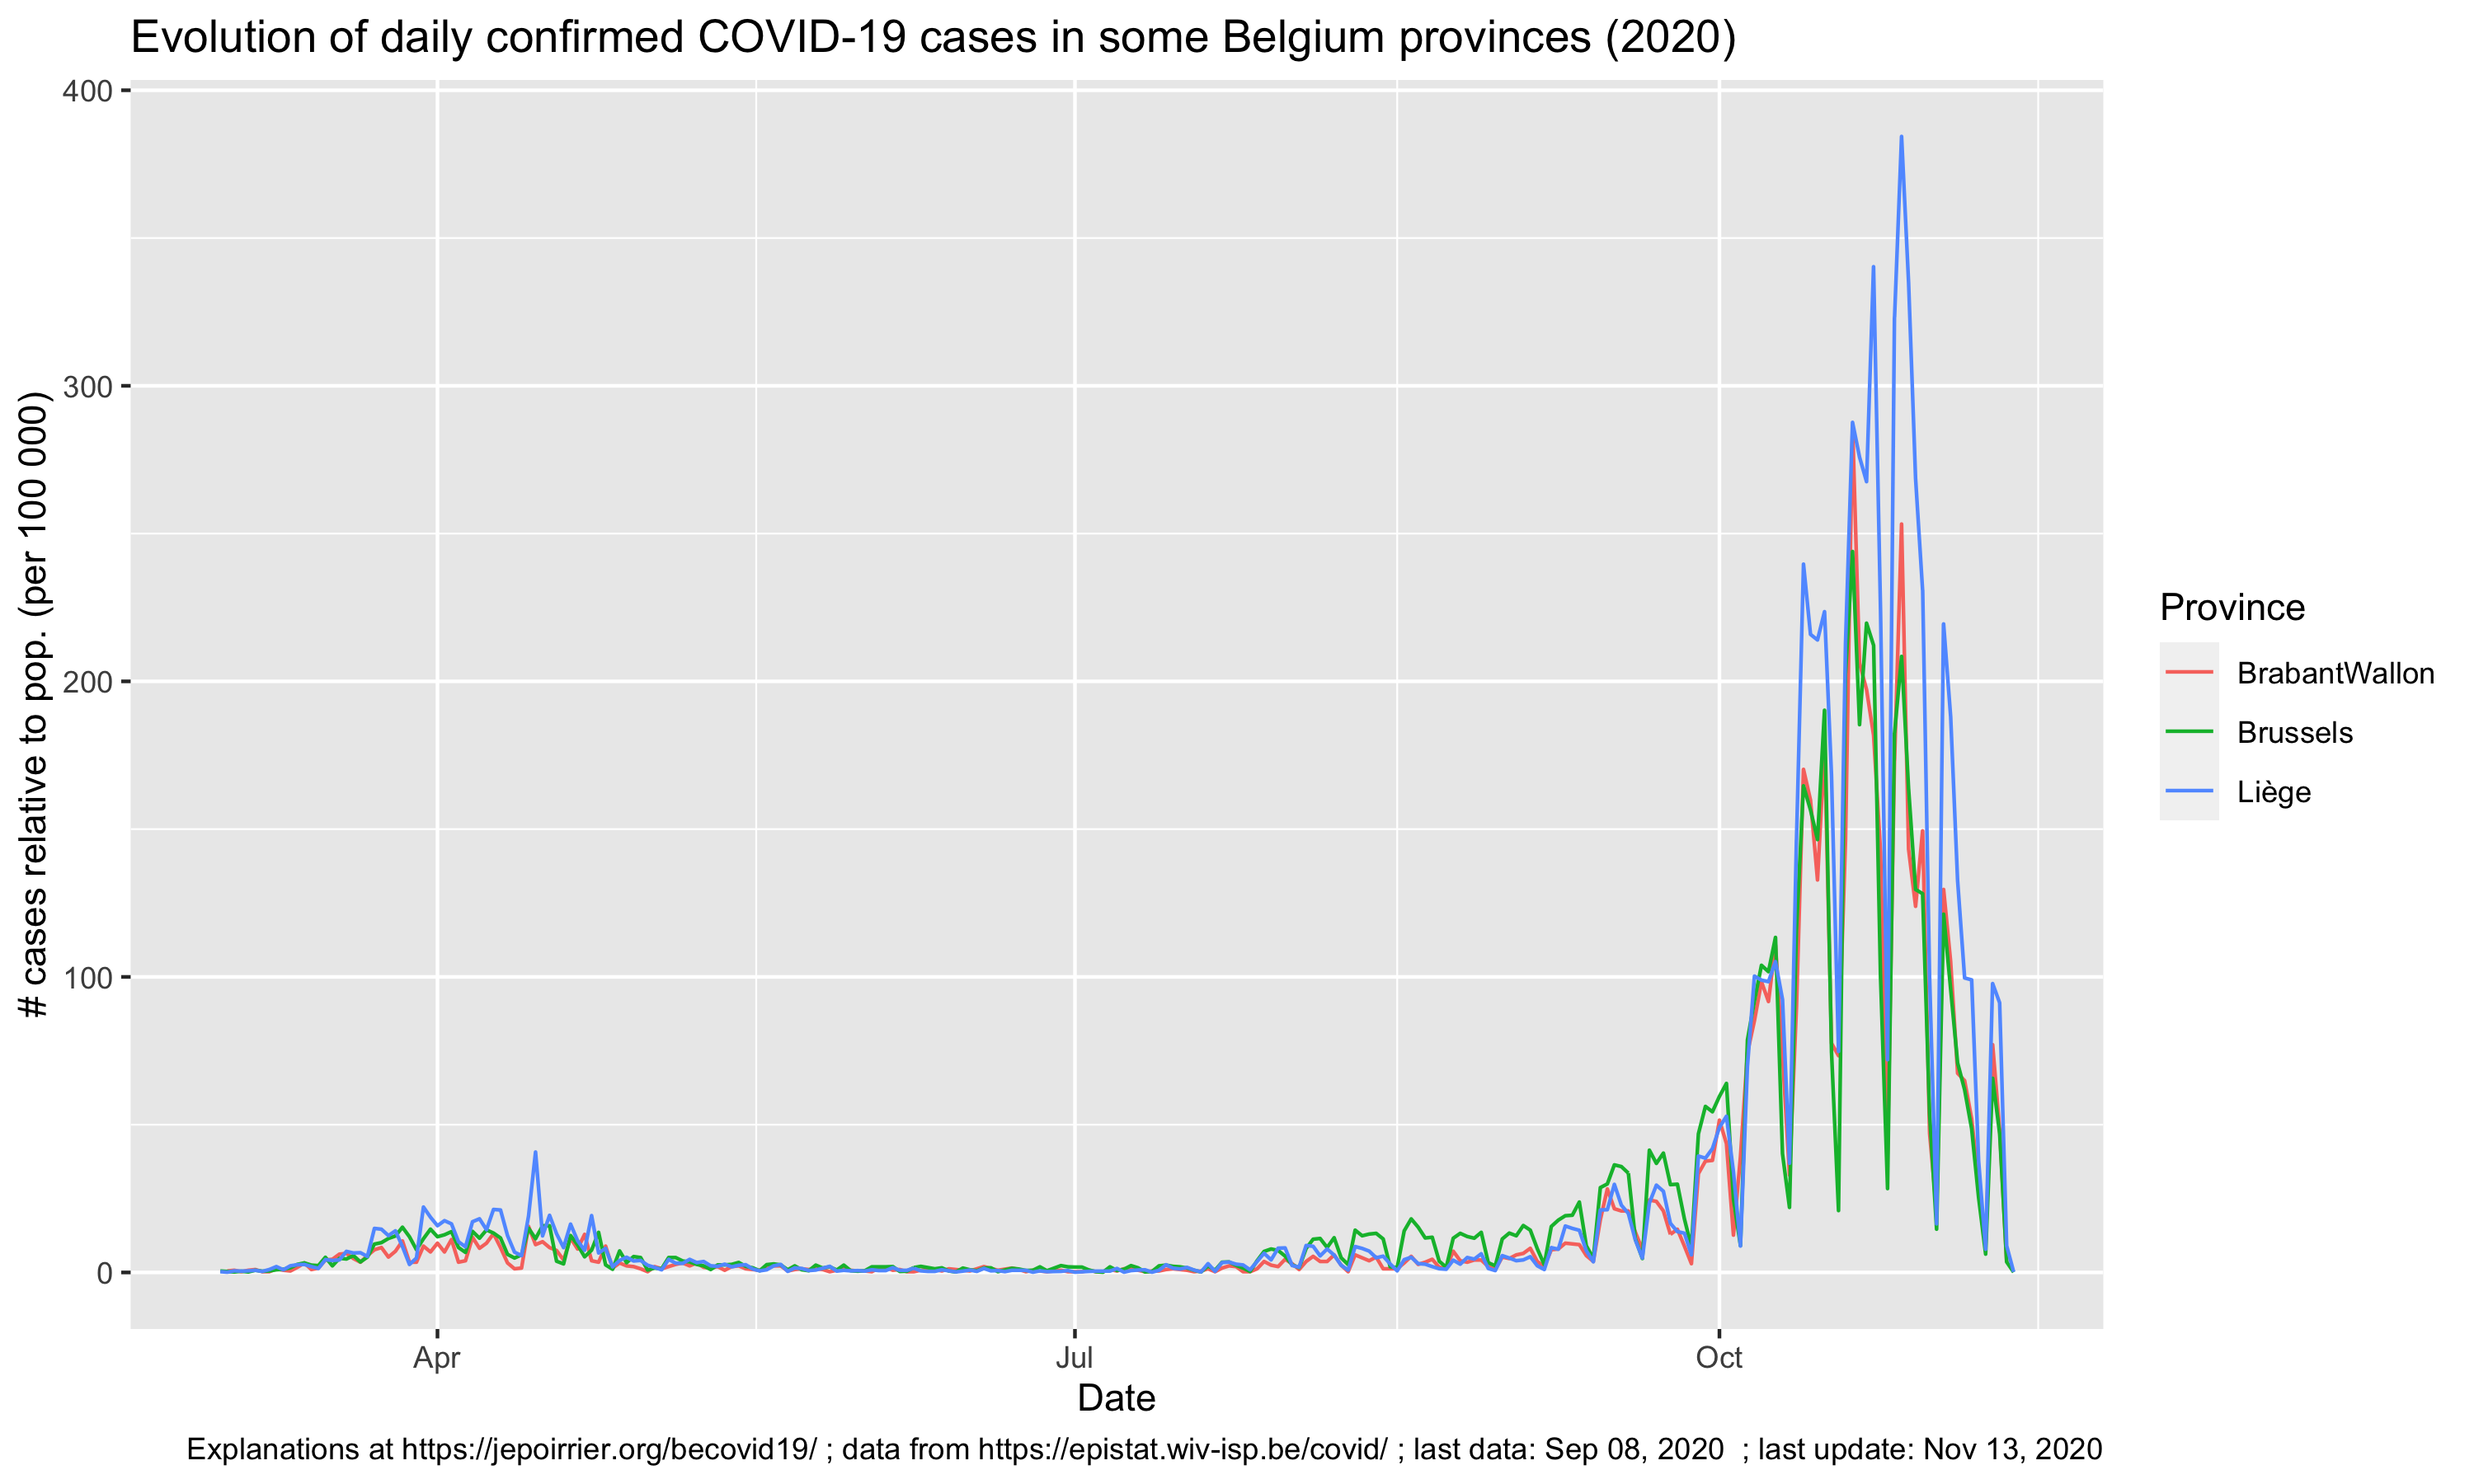 Evolution of daily confirmed COVID-19 cases in some Belgium provinces (2020)
# cases relative to pop. (per 100 000)
400
300
200
100
0
Apr
Jul
Oct
Date
Province
BrabantWallon
Brussels
Liège
Explanations at https://jepoirrier.org/becovid19/ ; data from https://epistat.wiv-isp.be/covid/ ; last data: Sep 08, 2020  ; last update: Nov 13, 2020